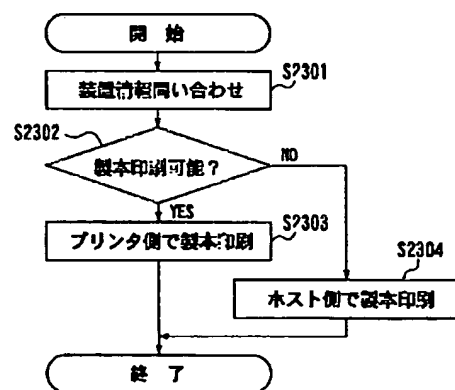 開 始
S2301
装置情報問い合わせ
S2302
製本印刷可能？
NO
YES
S2303
プリンタ側で製本印刷
S2304
ホスト側で製本印刷
終 了